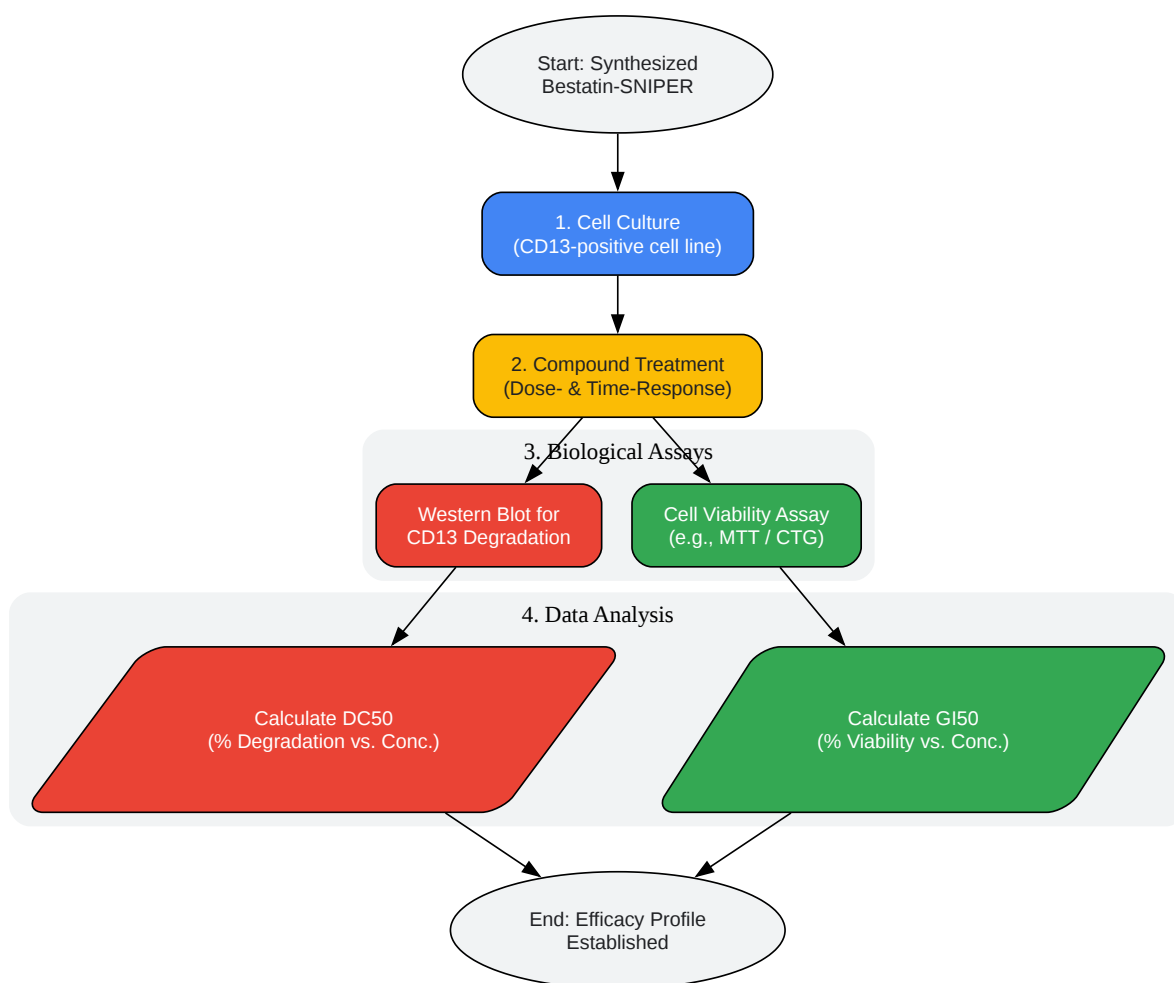 Start: Synthesized
Bestatin-SNIPER
1. Cell Culture
(CD13-positive cell line)
2. Compound Treatment
(Dose- & Time-Response)
3. Biological Assays
Western Blot for
CD13 Degradation
Cell Viability Assay
(e.g., MTT / CTG)
4. Data Analysis
Calculate DC50
(% Degradation vs. Conc.)
Calculate GI50
(% Viability vs. Conc.)
End: Efficacy Profile
Established